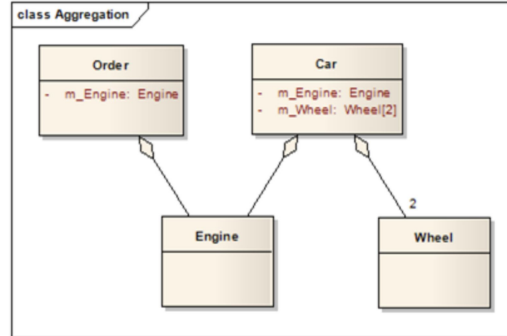 class Aggregation
Order
- m_Engine: Engine
Car
- m_Engine: Engine
- m_Wheel: Wheel[2]
2
Engine
Wheel